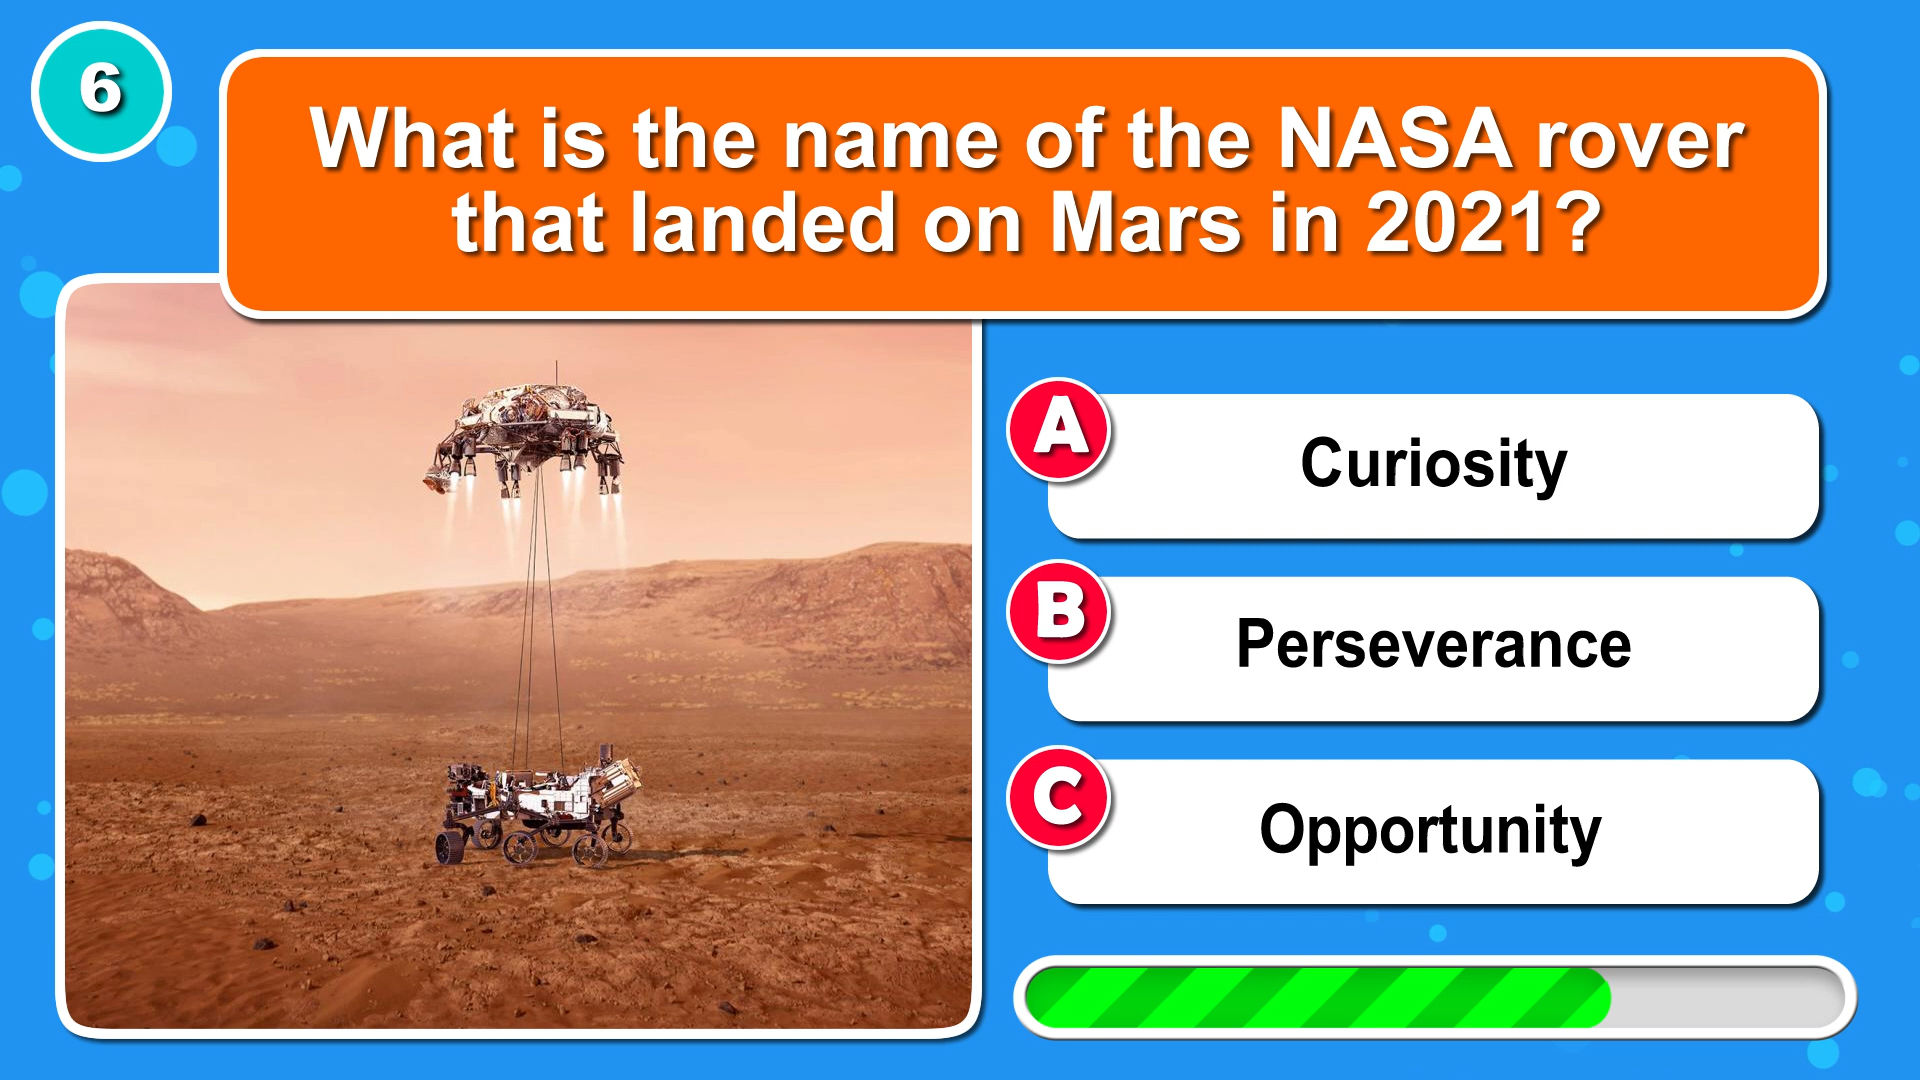 6
What is the name of the NASA rover
that landed on Mars in 2021?
A
Curiosity
B
Perseverance
C
Opportunity